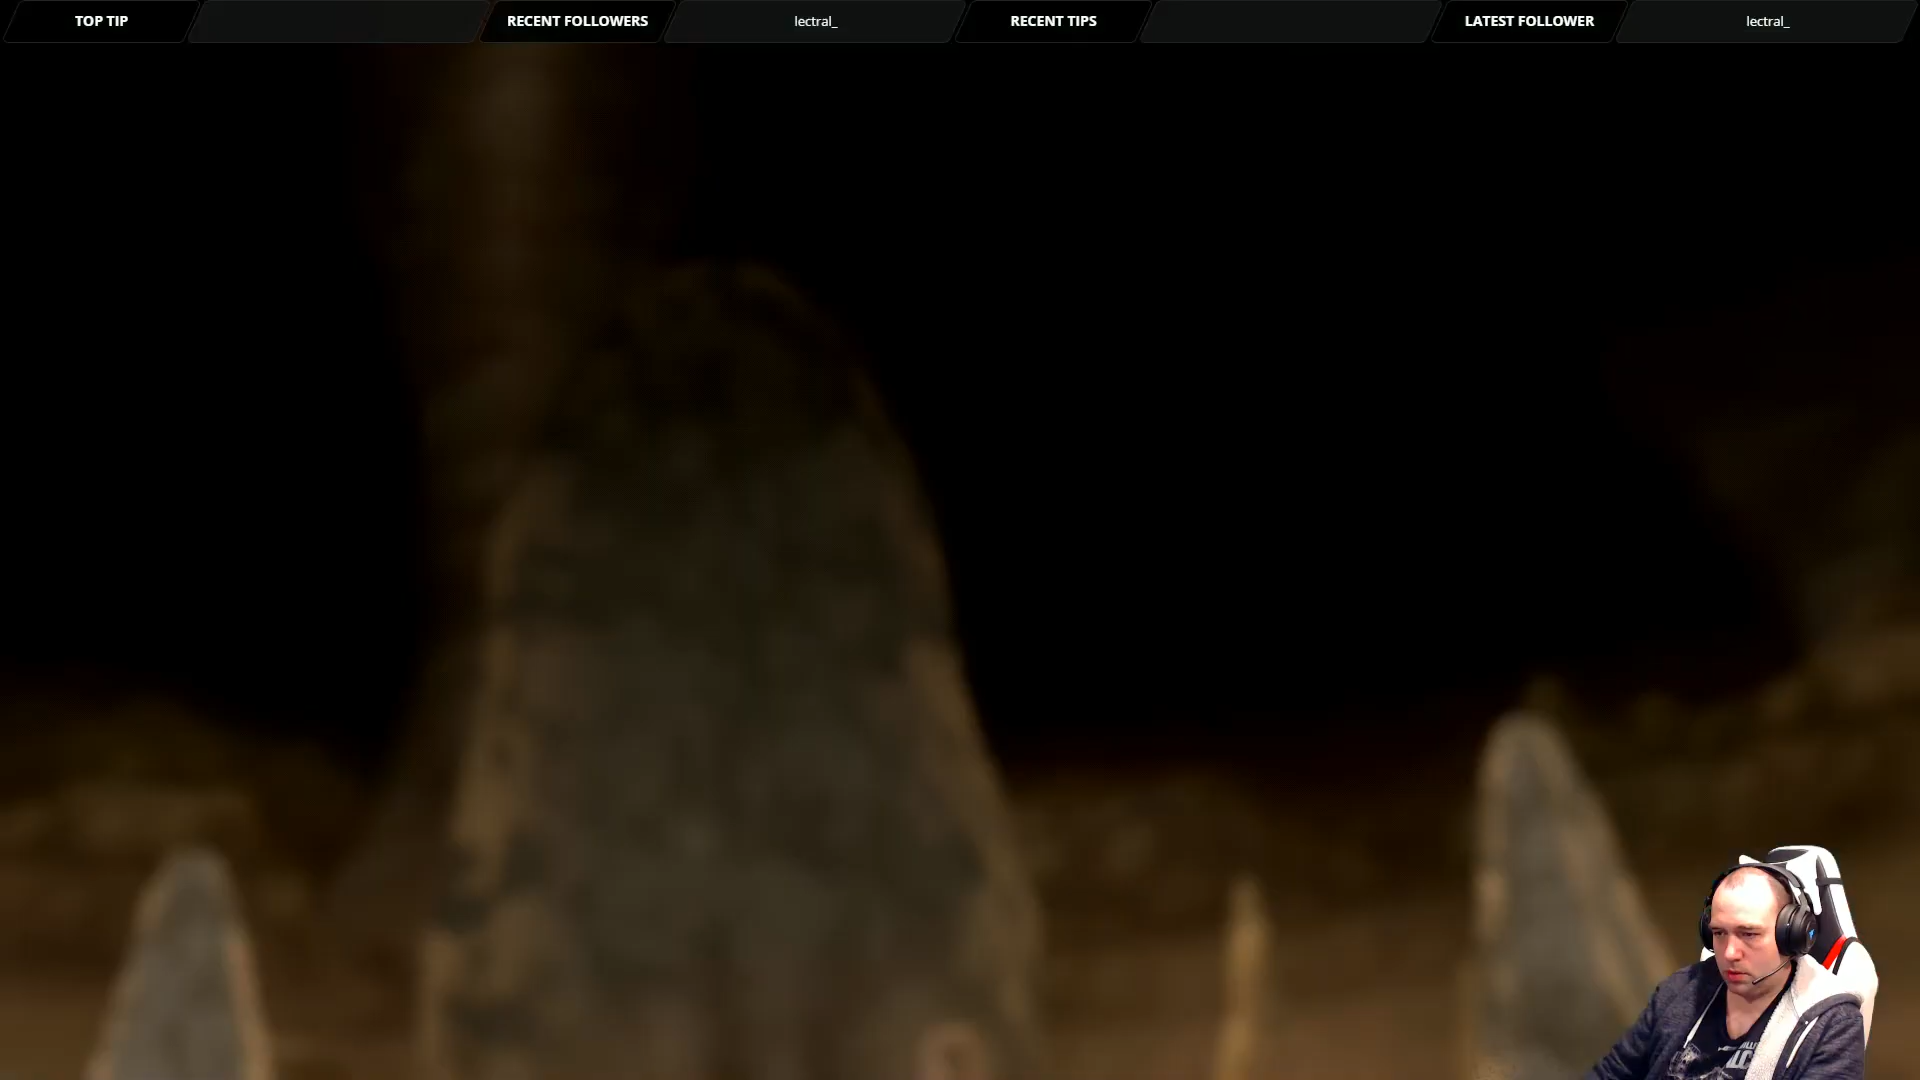 TOP TIP
RECENT FOLLOWERS
lectral_
RECENT TIPS
LATEST FOLLOWER
lectral_